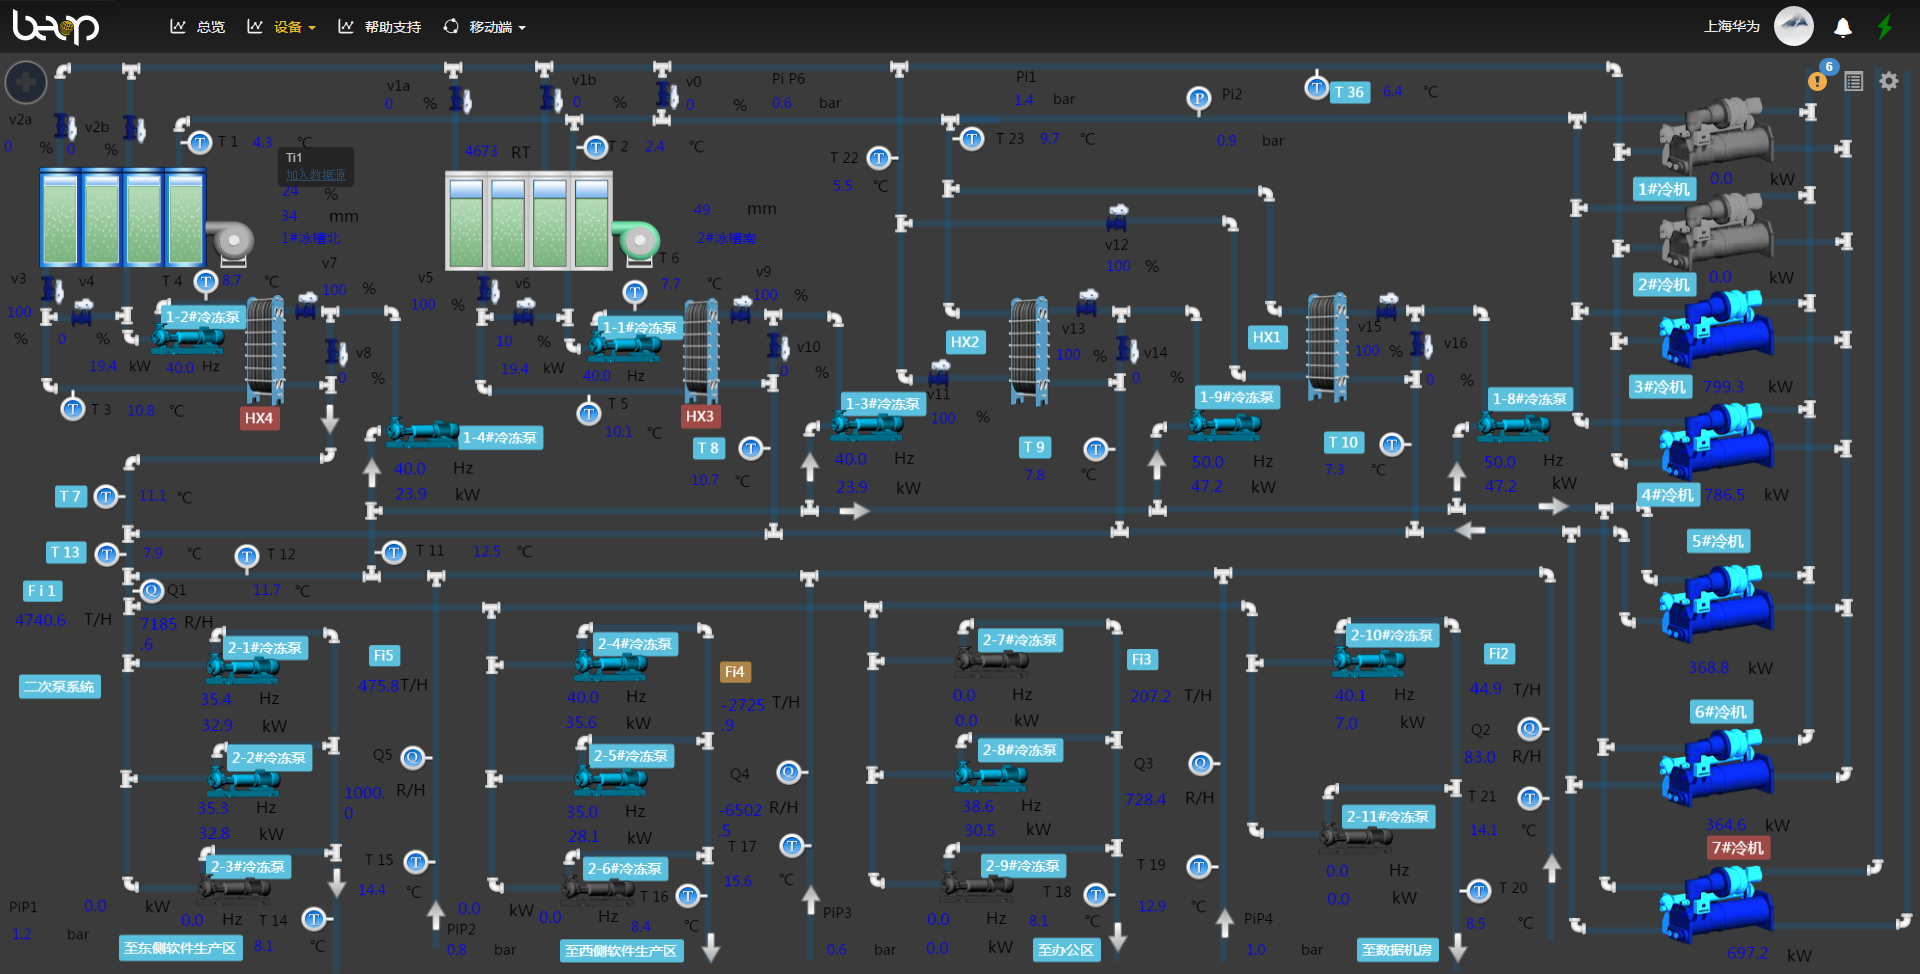 beop 总览 设备 帮助支持 移动端 上海华为
6
v2a
0 %
v2b
0 %
T 1 4.3 ℃
Ti1
加入数据源
24 %
34 mm
1#冰槽北
v1a
0 %
v1b
0 %
v0
0 %
Pi P6
0.6 bar
4673 RT
T 2 2.4 ℃
49 mm
2#冰槽南
Pi1
1.4 bar
Pi2
0.9 bar
T 36 6.4 ℃
T 22
5.5 ℃
T 23 9.7 ℃
v12
100 %
1#冷机 0.0 kW
2#冷机 0.0 kW
3#冷机 799.3 kW
4#冷机 786.5 kW
5#冷机
368.8 kW
6#冷机
364.6 kW
7#冷机
697.2 kW
v3
100
%
v4
0 %
T 4 8.7 ℃
1-2#冷冻泵
19.4 kW 40.0 Hz
v7
100 %
v8
0 %
HX4
T 3 10.8 ℃
v5
100 %
v6
10 %
T 6
7.7 ℃
1-1#冷冻泵
19.4 kW 40.0 Hz
v9
100 %
v10
0 %
HX3
T 5
10.1 ℃
1-4#冷冻泵
40.0 Hz
23.9 kW
T 8
10.7 ℃
1-3#冷冻泵
40.0 Hz
23.9 kW
v11
100 %
HX2
v13
100 %
v14
0 %
T 9
7.8 ℃
1-9#冷冻泵
50.0 Hz
47.2 kW
HX1
v15
100 %
v16
0 %
T 10
7.3 ℃
1-8#冷冻泵
50.0 Hz
47.2 kW
T 7 11.1 ℃
T 13 7.9 ℃
T 12
11.7 ℃
T 11 12.5 ℃
Fi1
4740.6 T/H
Q1
7185
.6 R/H
二次泵系统
2-1#冷冻泵
35.4 Hz
32.9 kW
2-2#冷冻泵
35.3 Hz
32.8 kW
2-3#冷冻泵
0.0 kW
0.0 Hz
PiP1
1.2 bar
T 14
8.1 ℃
至东侧软件生产区
Fi5
475.8 T/H
Q5
1000.
0 R/H
T 15
14.4 ℃
2-4#冷冻泵
40.0 Hz
35.6 kW
2-5#冷冻泵
35.0 Hz
28.1 kW
2-6#冷冻泵
0.0 kW
0.0 Hz
PiP2
0.8 bar
T 16
8.4 ℃
至西侧软件生产区
Fi4
-2725
.9 T/H
Q4
-6502
.5 R/H
T 17
15.6 ℃
2-7#冷冻泵
0.0 Hz
0.0 kW
2-8#冷冻泵
38.6 Hz
30.5 kW
2-9#冷冻泵
0.0 Hz
0.0 kW
PiP3
0.6 bar
T 18
8.1 ℃
至办公区
Fi3
207.2 T/H
Q3
728.4 R/H
T 19
12.9 ℃
2-10#冷冻泵
40.1 Hz
7.0 kW
2-11#冷冻泵
0.0 Hz
0.0 kW
PiP4
1.0 bar
至数据机房
Fi2
44.9 T/H
Q2
83.0 R/H
T 21
14.1 ℃
T 20
8.5 ℃